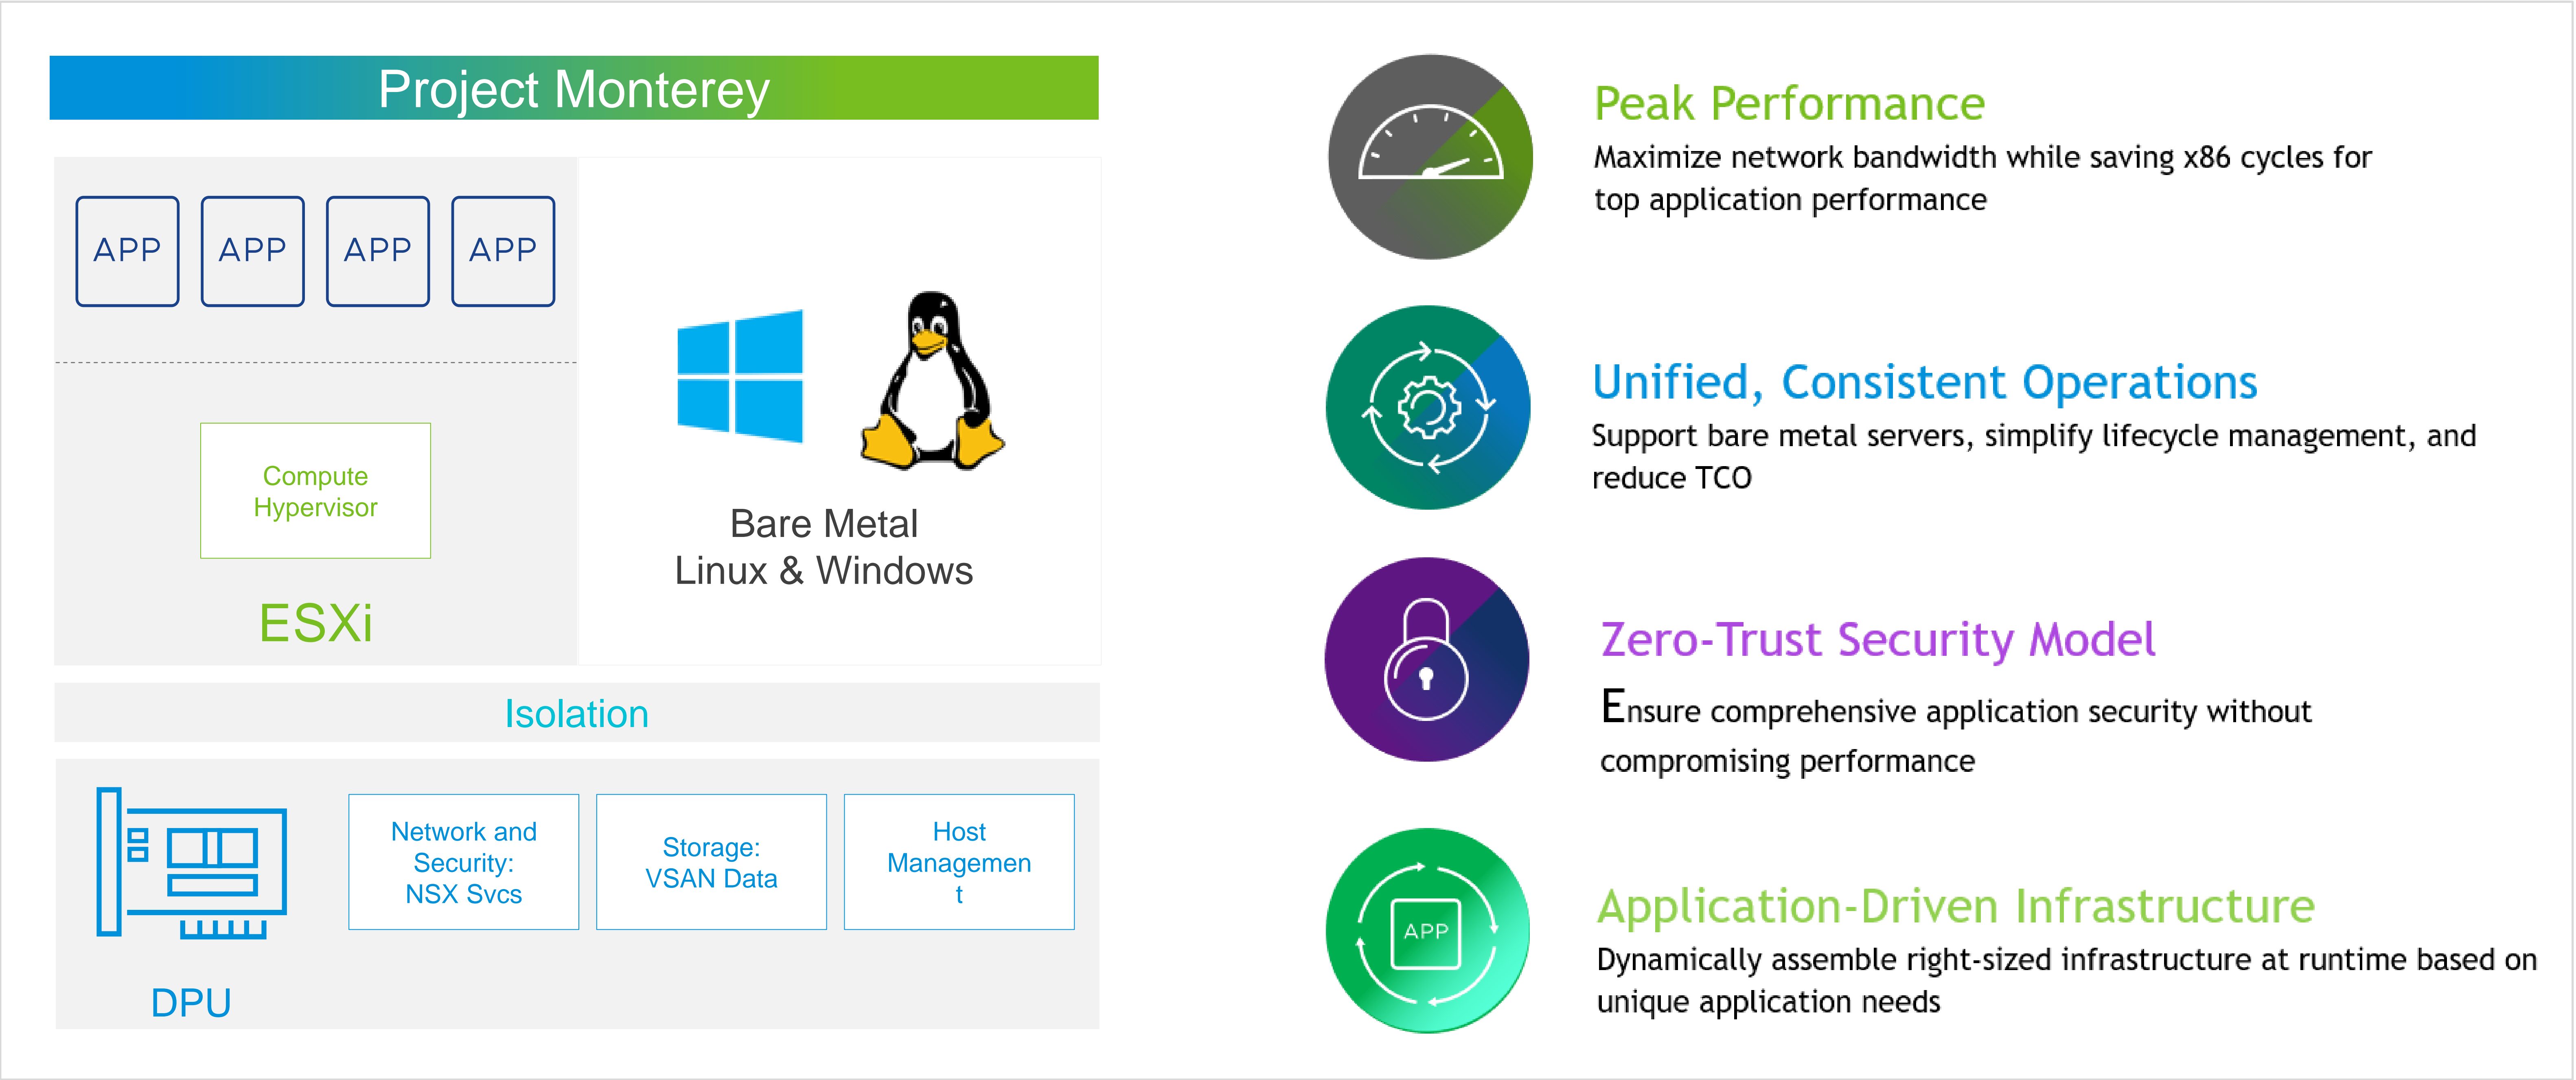 Project Monterey
APP
APP
APP
APP
Compute
Hypervisor
ESXi
Bare Metal
Linux & Windows
Isolation
DPU
Network and
Security:
NSX Svcs
Storage:
VSAN Data
Host
Managemen
t
Peak Performance
Maximize network bandwidth while saving x86 cycles for
top application performance
Unified, Consistent Operations
Support bare metal servers, simplify lifecycle management, and
reduce TCO
Zero-Trust Security Model
Ensure comprehensive application security without
compromising performance
APP
Application-Driven Infrastructure
Dynamically assemble right-sized infrastructure at runtime based on
unique application needs